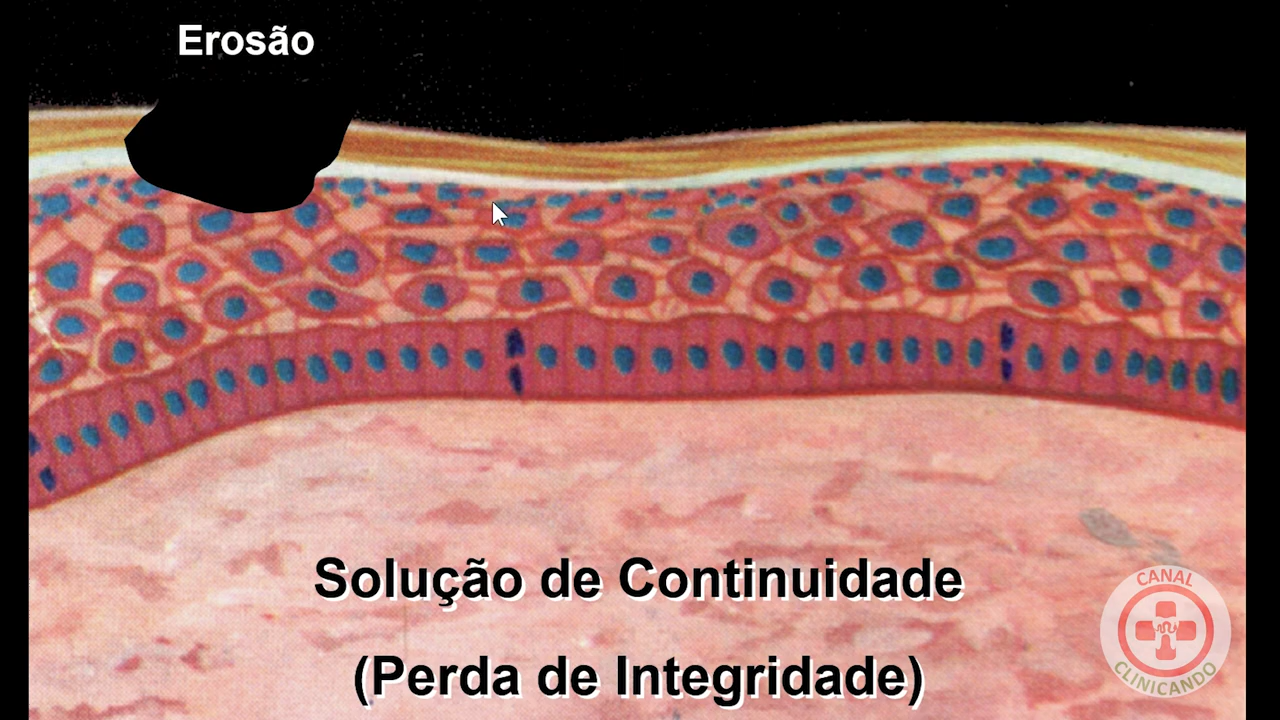 Erosão
Solução de Continuidade
(Perda de Integridade)
CANAL
CLINICANDO